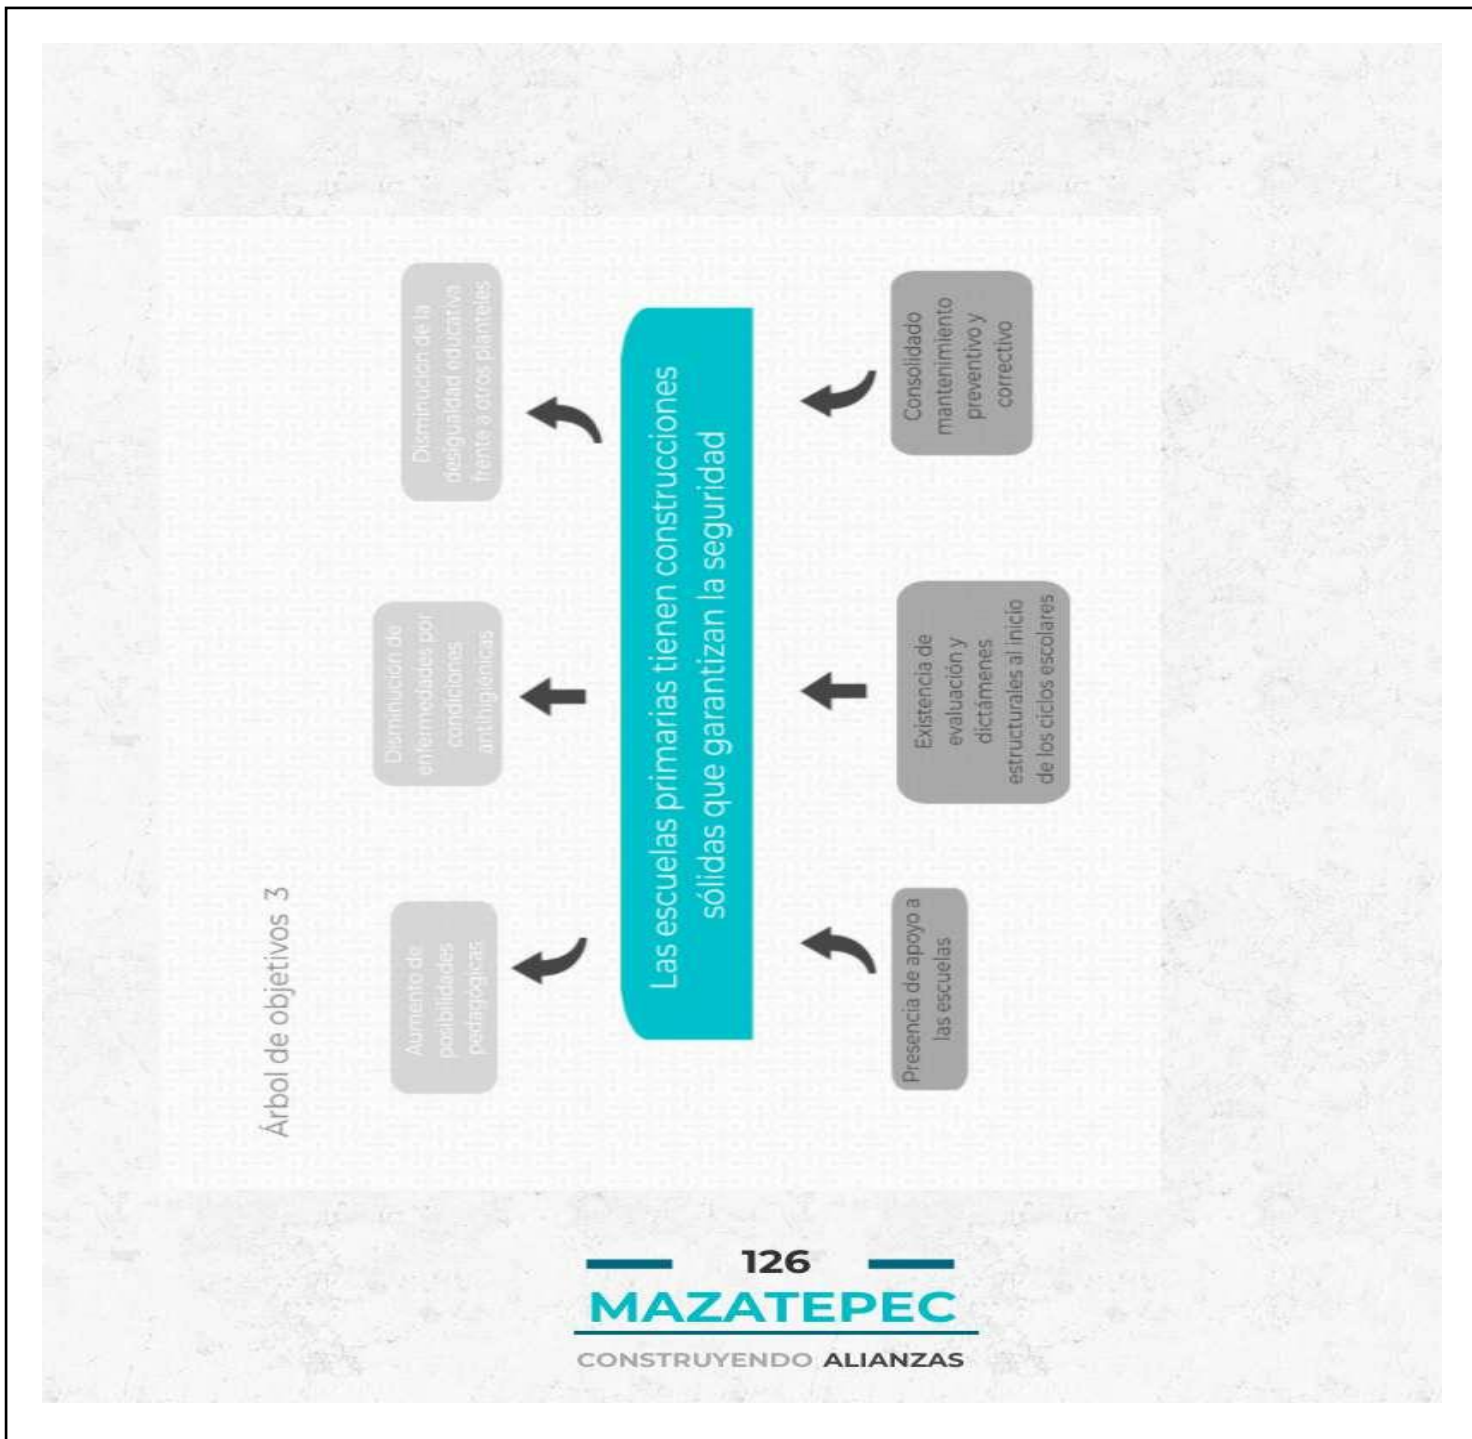 Árbol de objetivos 3
Aumento de
posibilidades
pedagógicas
Disminución de
enfermedades por
condiciones
antihigiénicas
Disminución de la
desigualdad educativa
frente a otros planteles
Las escuelas primarias tienen construcciones
sólidas que garantizan la seguridad
Presencia de apoyo a
las escuelas
Existencia de
evaluación y
dictámenes
estructurales al inicio
de los ciclos escolares
Consolidado
mantenimiento
preventivo y
correctivo
126
MAZATEPEC
CONSTRUYENDO ALIANZAS